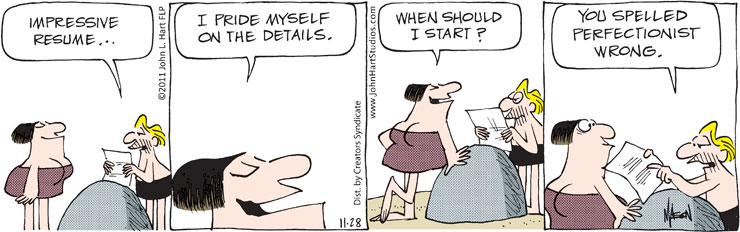 IMPRESSIVE
RESUME...
©2011 John L. Hart FLP
I PRIDE MYSELF
ON THE DETAILS.
Dist. by Creators Syndicate
11·28
www.JohnHartStudios.com
WHEN SHOULD
I START?
YOU SPELLED
PERFECTIONIST
WRONG.
MASON